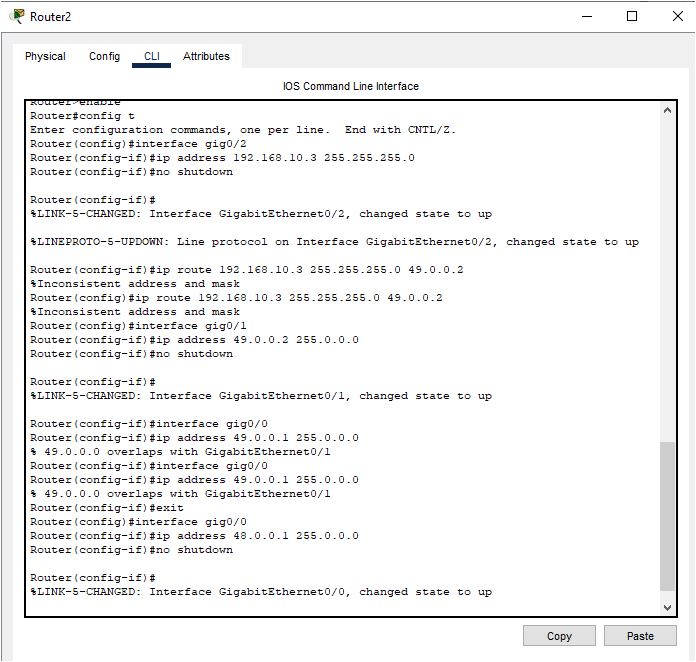 Router2
Physical Config CLI Attributes
IOS Command Line Interface
Router>enable
Router#config t
Enter configuration commands, one per line.  End with CNTL/Z.
Router(config)#interface gig0/2
Router(config-if)#ip address 192.168.10.3 255.255.255.0
Router(config-if)#no shutdown
Router(config-if)#
%LINK-5-CHANGED: Interface GigabitEthernet0/2, changed state to up
%LINEPROTO-5-UPDOWN: Line protocol on Interface GigabitEthernet0/2, changed state to up
Router(config-if)#ip route 192.168.10.3 255.255.255.0 49.0.0.2
%Inconsistent address and mask
Router(config)#ip route 192.168.10.3 255.255.255.0 49.0.0.2
%Inconsistent address and mask
Router(config)#interface gig0/1
Router(config-if)#ip address 49.0.0.2 255.0.0.0
Router(config-if)#no shutdown
Router(config-if)#
%LINK-5-CHANGED: Interface GigabitEthernet0/1, changed state to up
Router(config-if)#interface gig0/0
Router(config-if)#ip address 49.0.0.1 255.0.0.0
% 49.0.0.0 overlaps with GigabitEthernet0/1
Router(config-if)#interface gig0/0
Router(config-if)#ip address 49.0.0.1 255.0.0.0
% 49.0.0.0 overlaps with GigabitEthernet0/1
Router(config-if)#exit
Router(config)#interface gig0/0
Router(config-if)#ip address 48.0.0.1 255.0.0.0
Router(config-if)#no shutdown
Router(config-if)#
%LINK-5-CHANGED: Interface GigabitEthernet0/0, changed state to up
Copy Paste